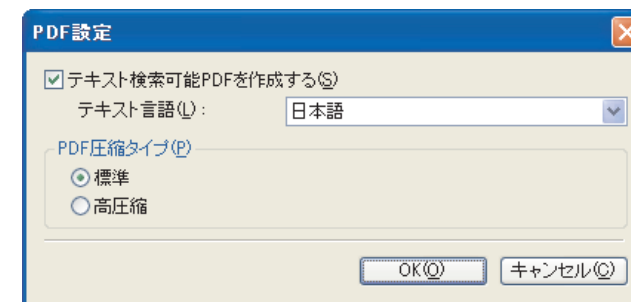 PDF設定
テキスト検索可能PDFを作成する(S)
テキスト言語(L): 日本語
PDF圧縮タイプ(P)
標準
高圧縮
OK(O) キャンセル(C)